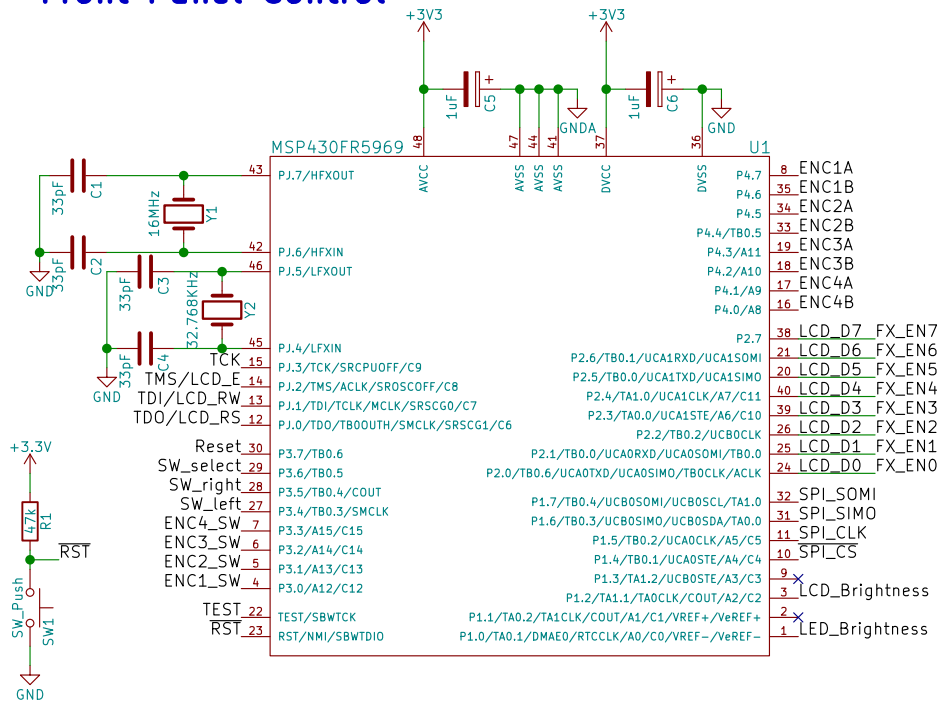 Front Panal Control
+3V3
+3V3
1uF
C5
1uF
C6
GNDA
GND
48
47
44
41
37
36
MSP430FR5969
U1
AVCC
AVSS
AVSS
AVSS
DVCC
DVSS
33pF
C1
16MHz
Y1
33pF
C2
GND
33pF
C3
32.768KHz
Y2
33pF
C4
GND
43 PJ.7/HFXOUT
42 PJ.6/HFXIN
46 PJ.5/LFXOUT
45 PJ.4/LFXIN
TCK 15 PJ.3/TCK/SRCPUOFF/C9
TMS/LCD_E 14 PJ.2/TMS/ACLK/SROSCOFF/C8
TDI/LCD_RW 13 PJ.1/TDI/TCLK/MCLK/SRSCG0/C7
TDO/LCD_RS 12 PJ.0/TDO/TB0OUTH/SMCLK/SRSCG1/C6
Reset 30 P3.7/TB0.6
SW_select 29 P3.6/TB0.5
SW_right 28 P3.5/TB0.4/COUT
SW_left 27 P3.4/TB0.3/SMCLK
ENC4_SW 7 P3.3/A15/C15
ENC3_SW 6 P3.2/A14/C14
ENC2_SW 5 P3.1/A13/C13
ENC1_SW 4 P3.0/A12/C12
TEST 22 TEST/SBWTCK
RST 23 RST/NMI/SBWTDIO
P4.7 8 ENC1A
P4.6 35 ENC1B
P4.5 34 ENC2A
P4.4/TB0.5 33 ENC2B
P4.3/A11 19 ENC3A
P4.2/A10 18 ENC3B
P4.1/A9 17 ENC4A
P4.0/A8 16 ENC4B
P2.7 38 LCD_D7 FX_EN7
P2.6/TB0.1/UCA1RXD/UCA1SOMI 21 LCD_D6 FX_EN6
P2.5/TB0.0/UCA1TXD/UCA1SIMO 20 LCD_D5 FX_EN5
P2.4/TA1.0/UCA1CLK/A7/C11 40 LCD_D4 FX_EN4
P2.3/TA0.0/UCA1STE/A6/C10 39 LCD_D3 FX_EN3
P2.2/TB0.2/UCB0CLK 26 LCD_D2 FX_EN2
P2.1/TB0.0/UCA0RXD/UCA0SOMI/TB0.0 25 LCD_D1 FX_EN1
P2.0/TB0.6/UCA0TXD/UCA0SIMO/TB0CLK/ACLK 24 LCD_D0 FX_EN0
P1.7/TB0.4/UCB0SOMI/UCB0SCL/TA1.0 32 SPI_SOMI
P1.6/TB0.3/UCB0SIMO/UCB0SDA/TA0.0 31 SPI_SIMO
P1.5/TB0.2/UCA0CLK/A5/C5 11 SPI_CLK
P1.4/TB0.1/UCA0STE/A4/C4 10 SPI_CS
P1.3/TA1.2/UCB0STE/A3/C3 9
P1.2/TA1.1/TA0CLK/COUT/A2/C2 3 LCD_Brightness
P1.1/TA0.2/TA1CLK/COUT/A1/C1/VREF+/VeREF+ 2
P1.0/TA0.1/DMAE0/RTCCLK/A0/C0/VREF-/VeREF- 1 LED_Brightness
+3.3V
47k
R1
RST
SW_Push
SW1
GND